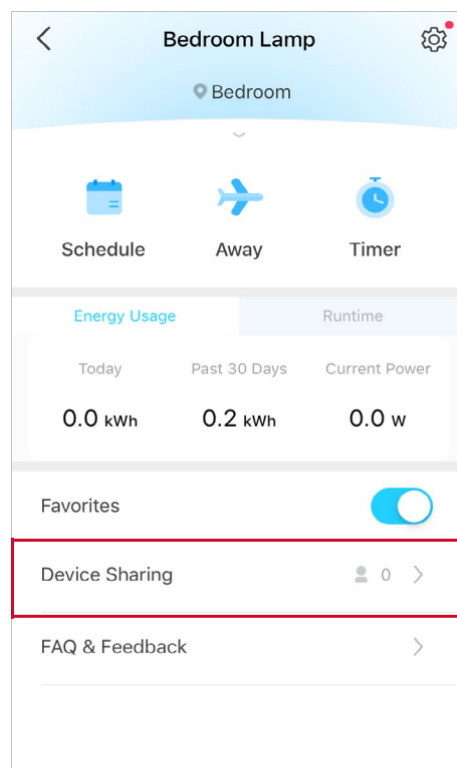 Bedroom Lamp
Bedroom
Schedule Away Timer
Energy Usage Runtime
Today Past 30 Days Current Power
0.0 kWh 0.2 kWh 0.0 W
Favorites
Device Sharing 0
FAQ & Feedback